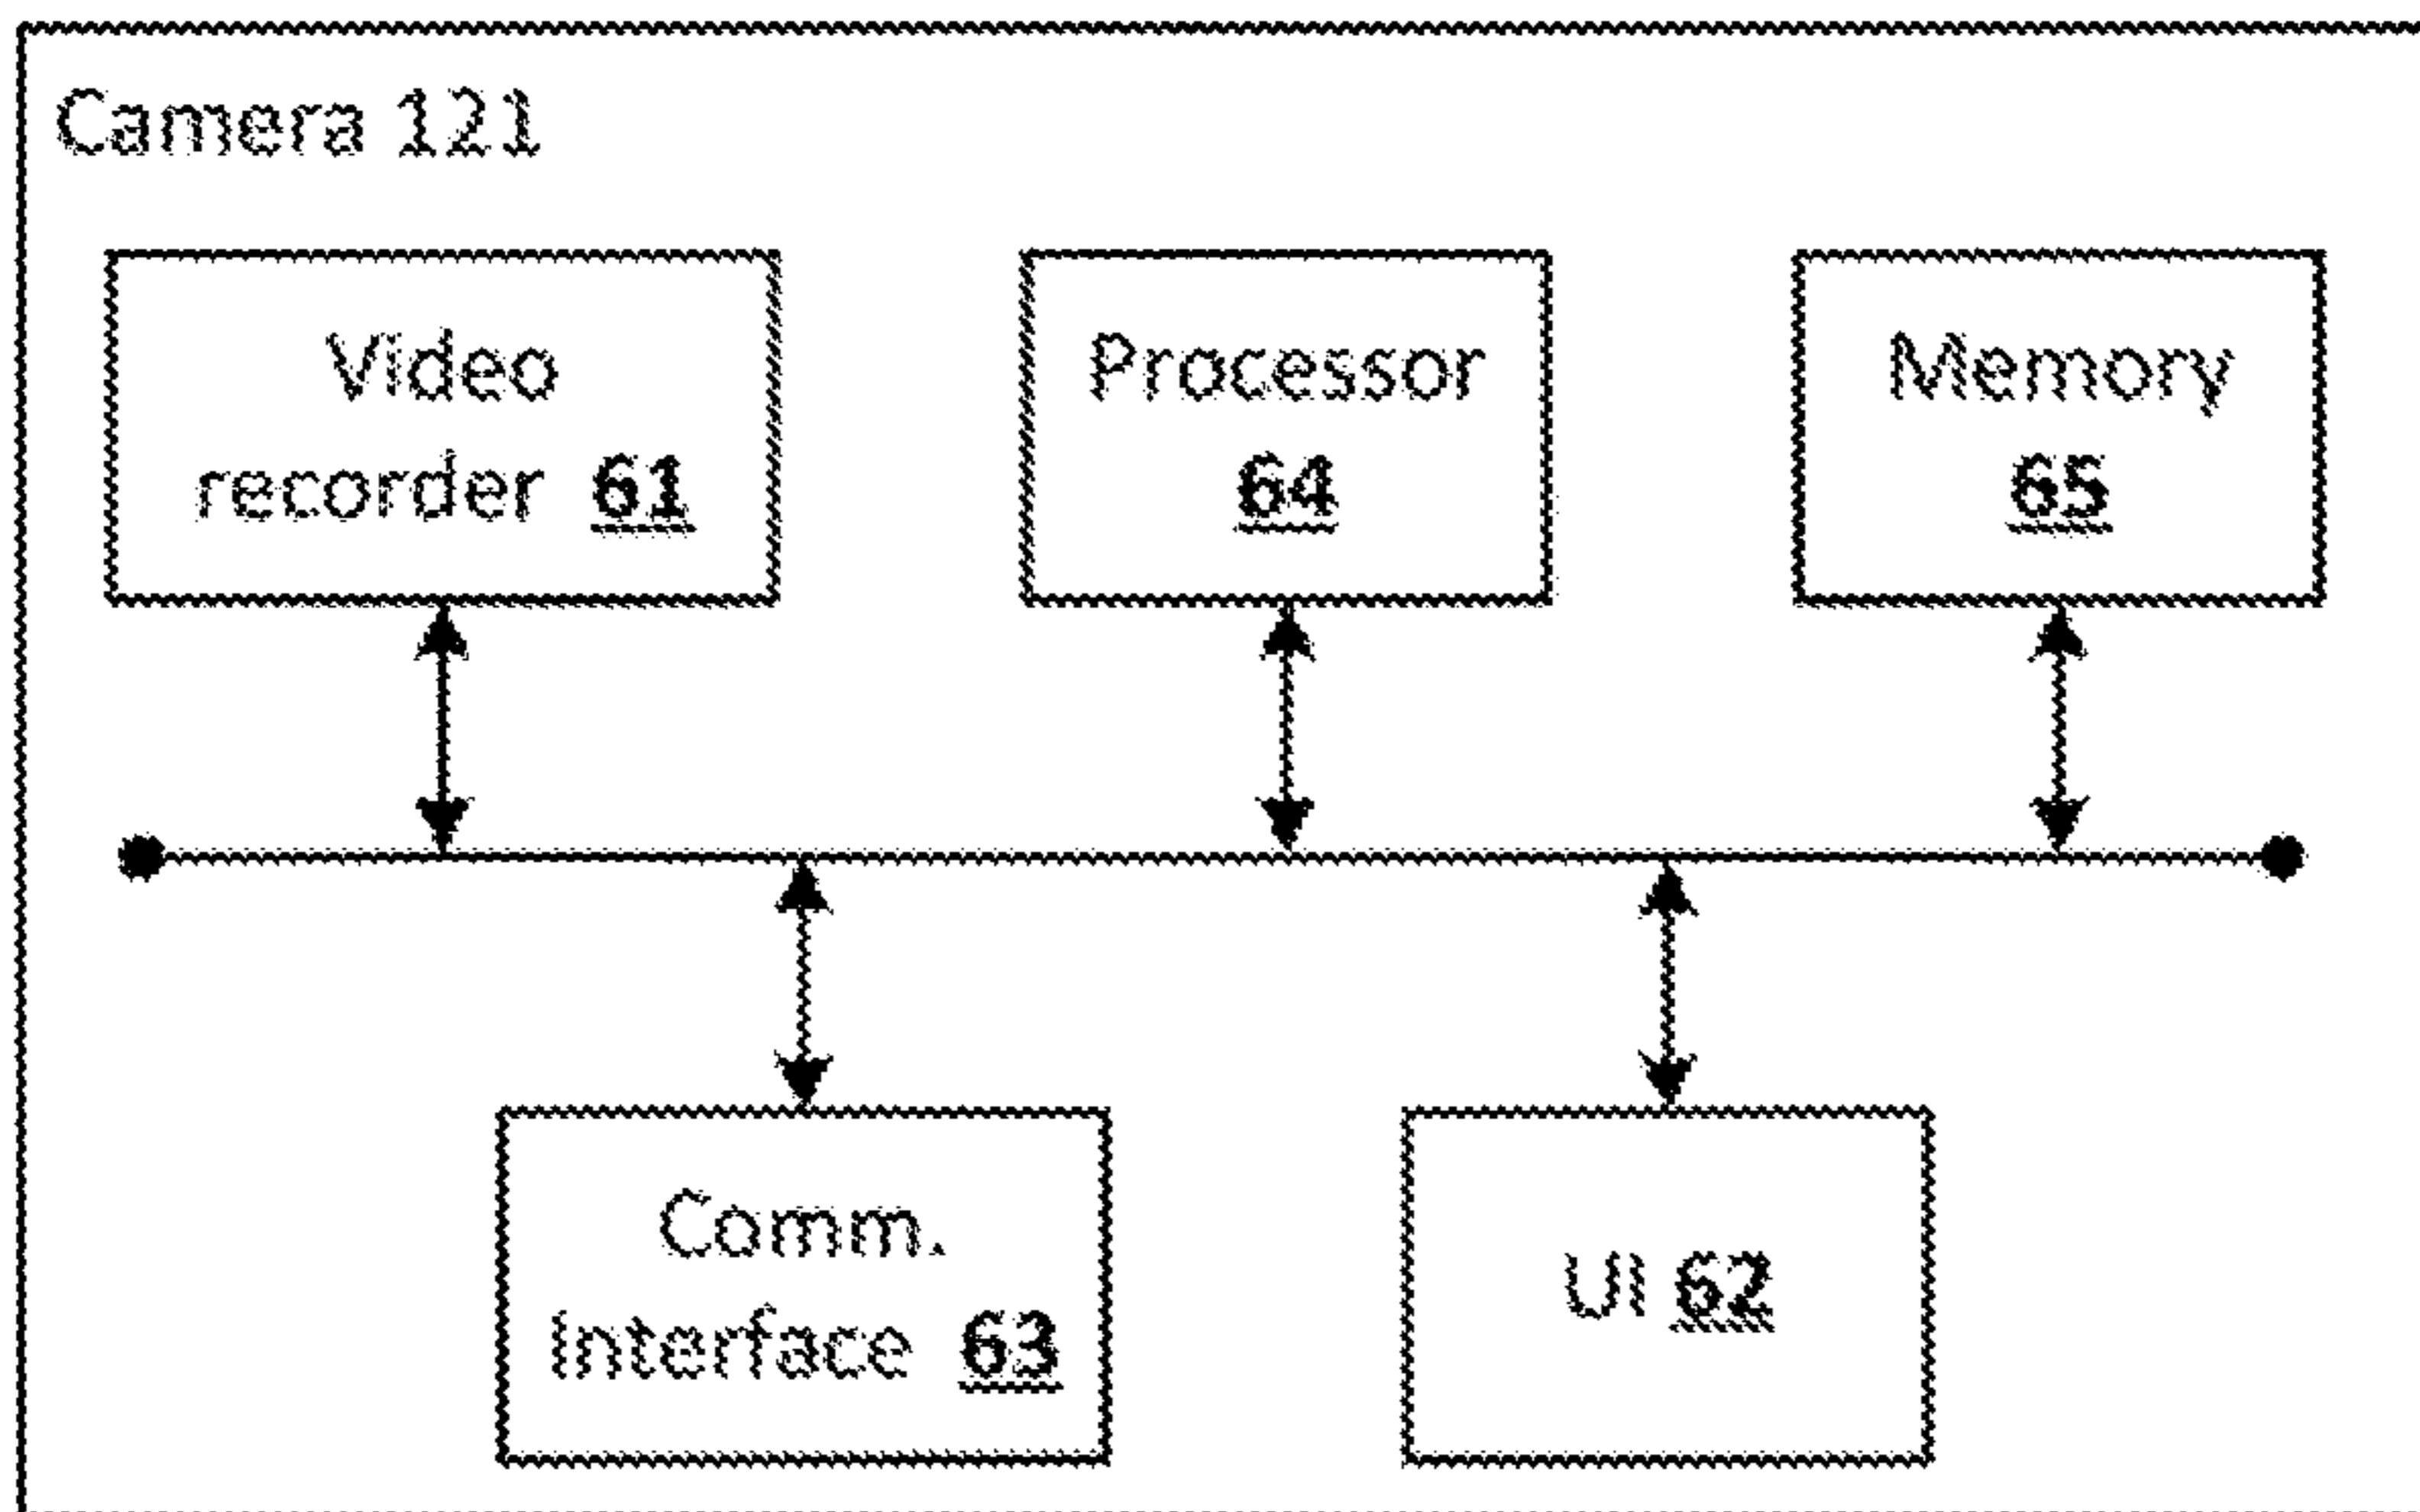 Camera 121
Video
recorder 61
Processor
64
Memory
65
Comm.
Interface 63
UI 62